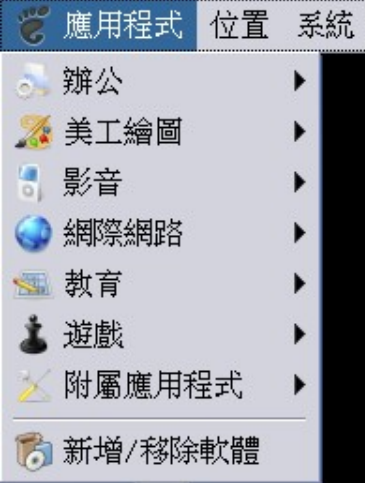 應用程式 位置 系統
辦公
美工繪圖
影音
網際網路
教育
遊戲
附屬應用程式
新增/移除軟體